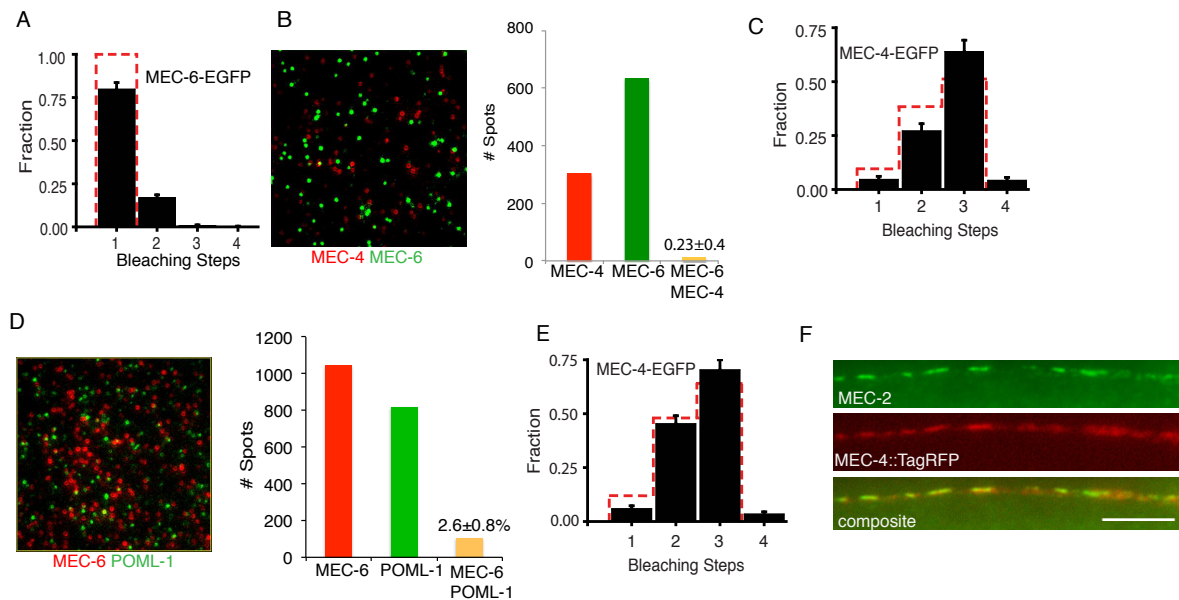 A
1.00
0.75
0.50
0.25
0.00
Fraction
MEC-6-EGFP
1 2 3 4
Bleaching Steps
B
MEC-4 MEC-6
800
600
400
200
0
# Spots
0.23±0.4
MEC-4 MEC-6 MEC-6
MEC-4
C
0.75
0.50
0.25
0.00
Fraction
MEC-4-EGFP
1 2 3 4
Bleaching Steps
D
MEC-6 POML-1
1200
1000
800
600
400
200
0
# Spots
2.6±0.8%
MEC-6 POML-1 MEC-6
POML-1
E
0.75
0.50
0.25
0.00
Fraction
MEC-4-EGFP
1 2 3 4
Bleaching Steps
F
MEC-2
MEC-4::TagRFP
composite